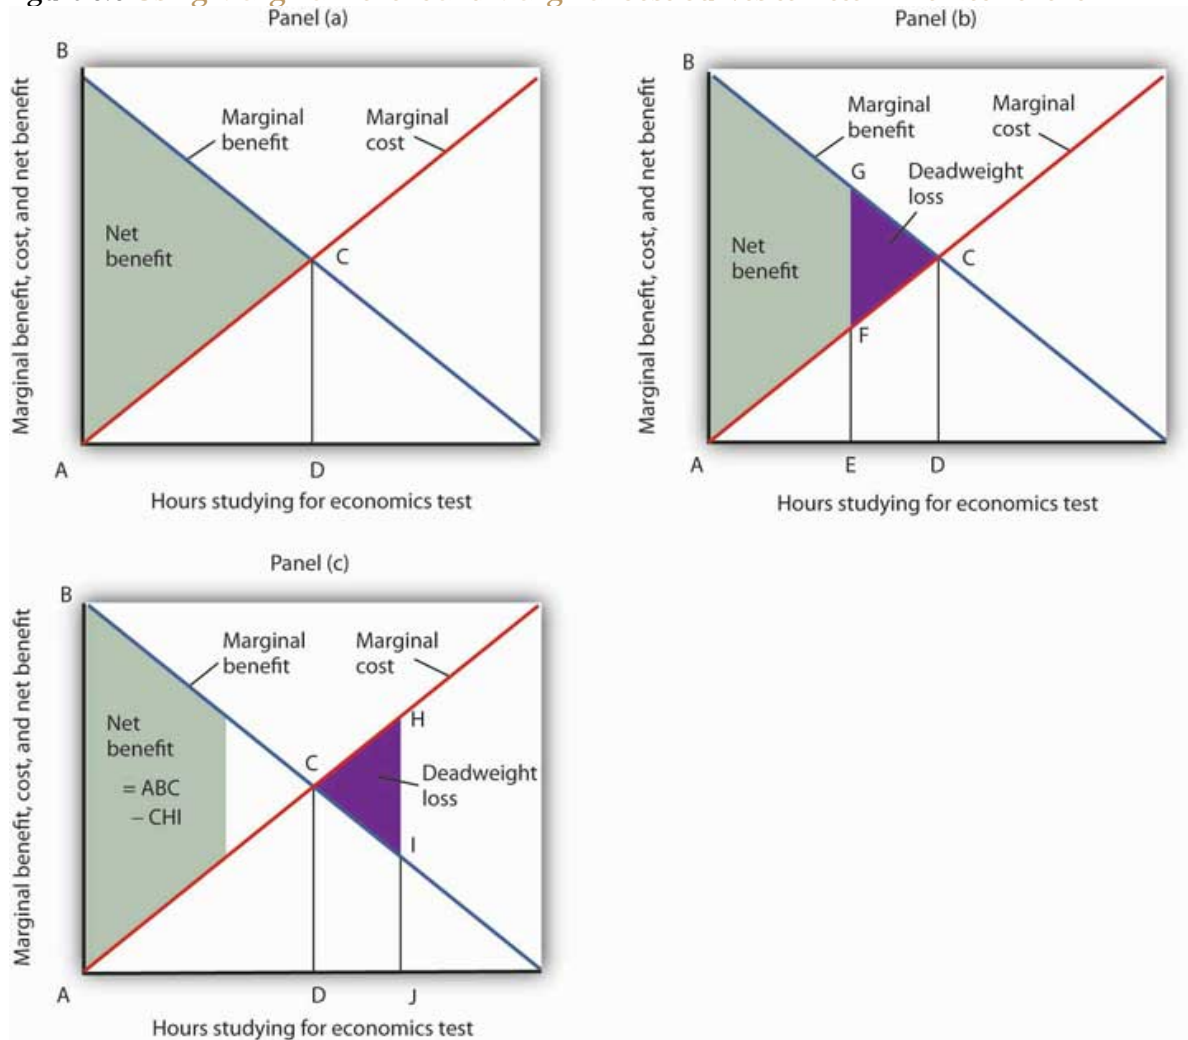 Panel (a)
B
Marginal benefit, cost, and net benefit
Marginal
benefit
Marginal
cost
Net
benefit
C
A
D
Hours studying for economics test
Panel (b)
B
Marginal benefit, cost, and net benefit
Marginal
benefit
Marginal
cost
G
Deadweight
loss
Net
benefit
C
F
A
E
D
Hours studying for economics test
Panel (c)
B
Marginal benefit, cost, and net benefit
Marginal
benefit
Marginal
cost
Net
benefit
= ABC
– CHI
C
H
Deadweight
loss
I
A
D
J
Hours studying for economics test